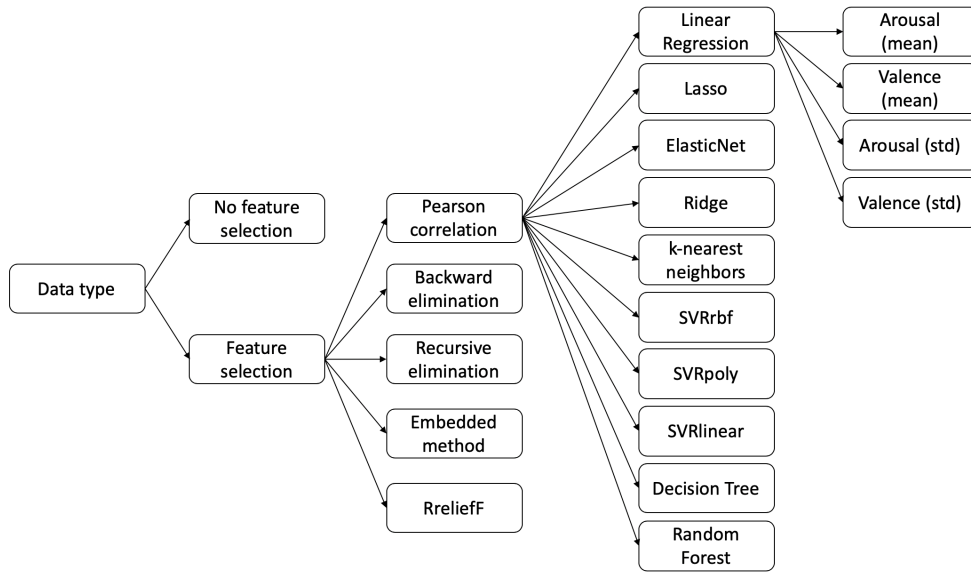 Data type
No feature
selection
Feature
selection
Pearson
correlation
Backward
elimination
Recursive
elimination
Embedded
method
RreliefF
Linear
Regression
Lasso
ElasticNet
Ridge
k-nearest
neighbors
SVRrbf
SVRpoly
SVRlinear
Decision Tree
Random
Forest
Arousal
(mean)
Valence
(mean)
Arousal (std)
Valence (std)